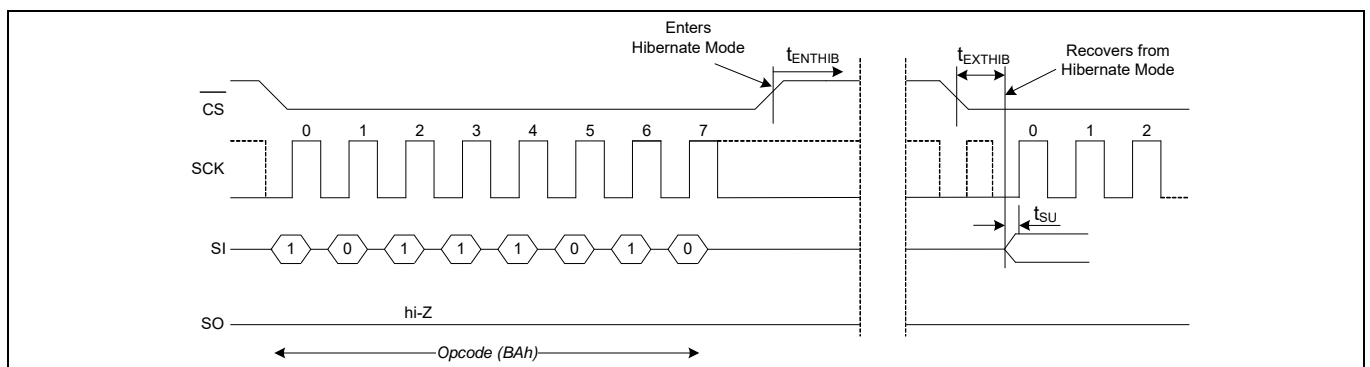 Enters
Hibernate Mode
tENTHIB
tEXTHIB
Recovers from
Hibernate Mode
CS
0 1 2 3 4 5 6 7 0 1 2
SCK
tSU
SI 1 0 1 1 1 0 1 0
hi-Z
SO
Opcode (BAh)